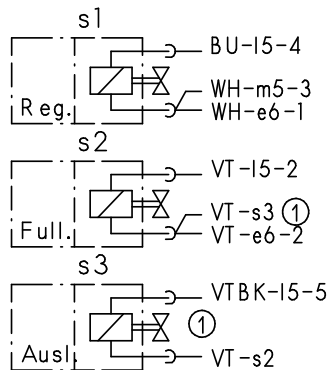 s1
BU-15-4
WH-m5-3
Reg.
WH-e6-1
s2
VT-15-2
VT-s3 1
Full.
VT-e6-2
s3
VTBK-15-5
1
Ausl.
VT-s2